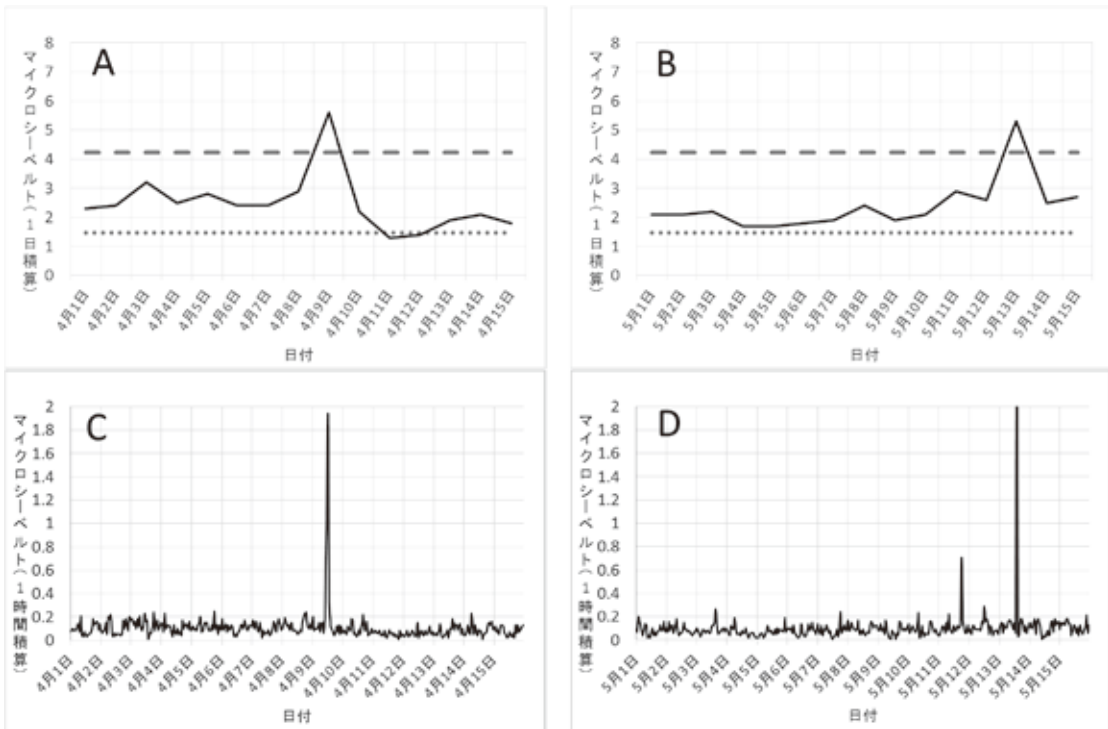 A
マイクロシーベルト(1日積算)
8
7
6
5
4
3
2
1
0
4月1日
4月2日
4月3日
4月4日
4月5日
4月6日
4月7日
4月8日
4月9日
4月10日
4月11日
4月12日
4月13日
4月14日
4月15日
日付
B
マイクロシーベルト(1日積算)
8
7
6
5
4
3
2
1
0
5月1日
5月2日
5月3日
5月4日
5月5日
5月6日
5月7日
5月8日
5月9日
5月10日
5月11日
5月12日
5月13日
5月14日
5月15日
日付
C
マイクロシーベルト(1時間積算)
2
1.8
1.6
1.4
1.2
1
0.8
0.6
0.4
0.2
0
4月1日
4月2日
4月3日
4月4日
4月5日
4月6日
4月7日
4月8日
4月9日
4月10日
4月11日
4月12日
4月13日
4月14日
4月15日
日付
D
マイクロシーベルト(1時間積算)
2
1.8
1.6
1.4
1.2
1
0.8
0.6
0.4
0.2
0
5月1日
5月2日
5月3日
5月4日
5月5日
5月6日
5月7日
5月8日
5月9日
5月10日
5月11日
5月12日
5月13日
5月14日
5月15日
日付